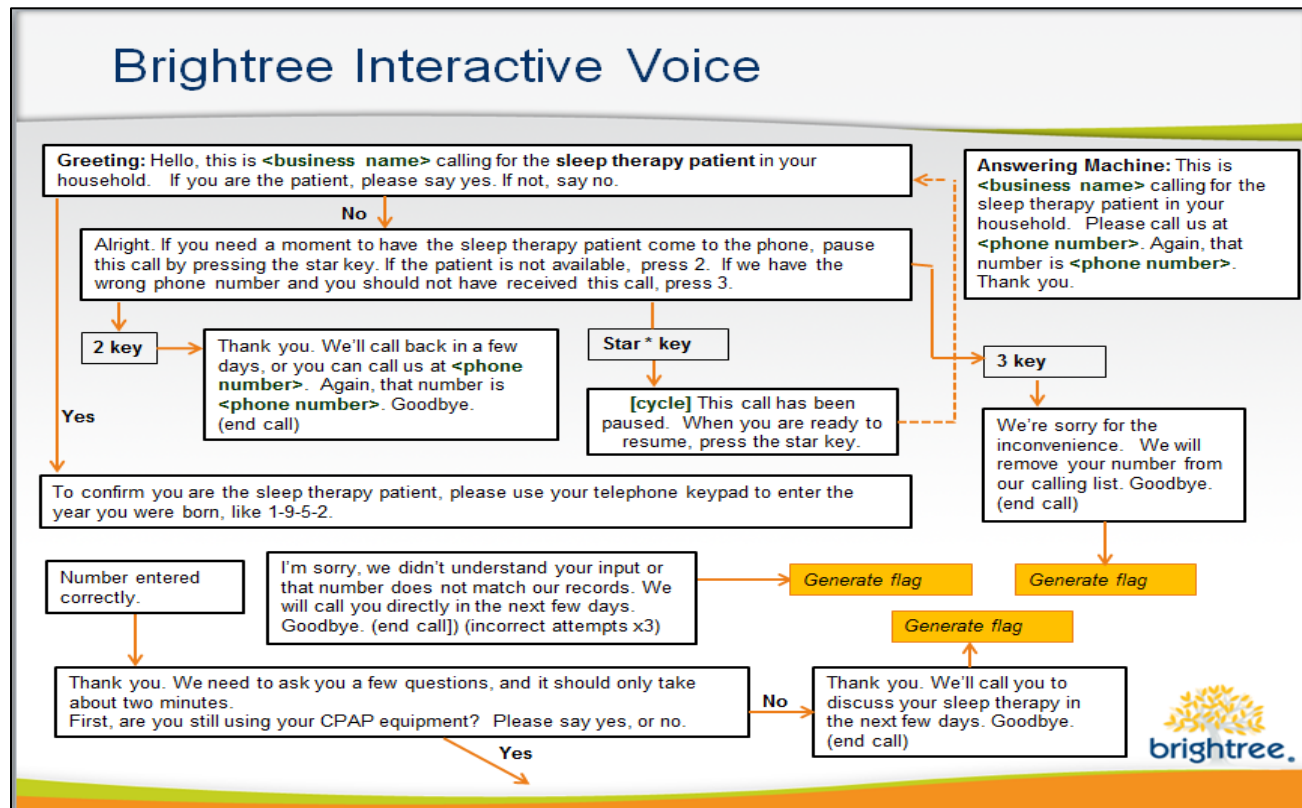 Brightree Interactive Voice
Greeting: Hello, this is <business name> calling for the sleep therapy patient in your
household. If you are the patient, please say yes. If not, say no.
Answering Machine: This is
<business name> calling for the
sleep therapy patient in your
household. Please call us at
<phone number>. Again, that
number is <phone number>.
Thank you.
No
Alright. If you need a moment to have the sleep therapy patient come to the phone, pause
this call by pressing the star key. If the patient is not available, press 2. If we have the
wrong phone number and you should not have received this call, press 3.
2 key
Thank you. We'll call back in a few
days, or you can call us at <phone
number>. Again, that number is
<phone number>. Goodbye.
(end call)
Star * key
[cycle] This call has been
paused. When you are ready to
resume, press the star key.
3 key
We're sorry for the
inconvenience. We will
remove your number from
our calling list. Goodbye.
(end call)
Yes
To confirm you are the sleep therapy patient, please use your telephone keypad to enter the
year you were born, like 1-9-5-2.
Number entered
correctly.
I'm sorry, we didn't understand your input or
that number does not match our records. We
will call you directly in the next few days.
Goodbye. (end call]) (incorrect attempts x3)
Generate flag
Generate flag
Generate flag
Thank you. We need to ask you a few questions, and it should only take
about two minutes.
First, are you still using your CPAP equipment? Please say yes, or no.
No
Thank you. We'll call you to
discuss your sleep therapy in
the next few days. Goodbye.
(end call)
Yes
brightree.